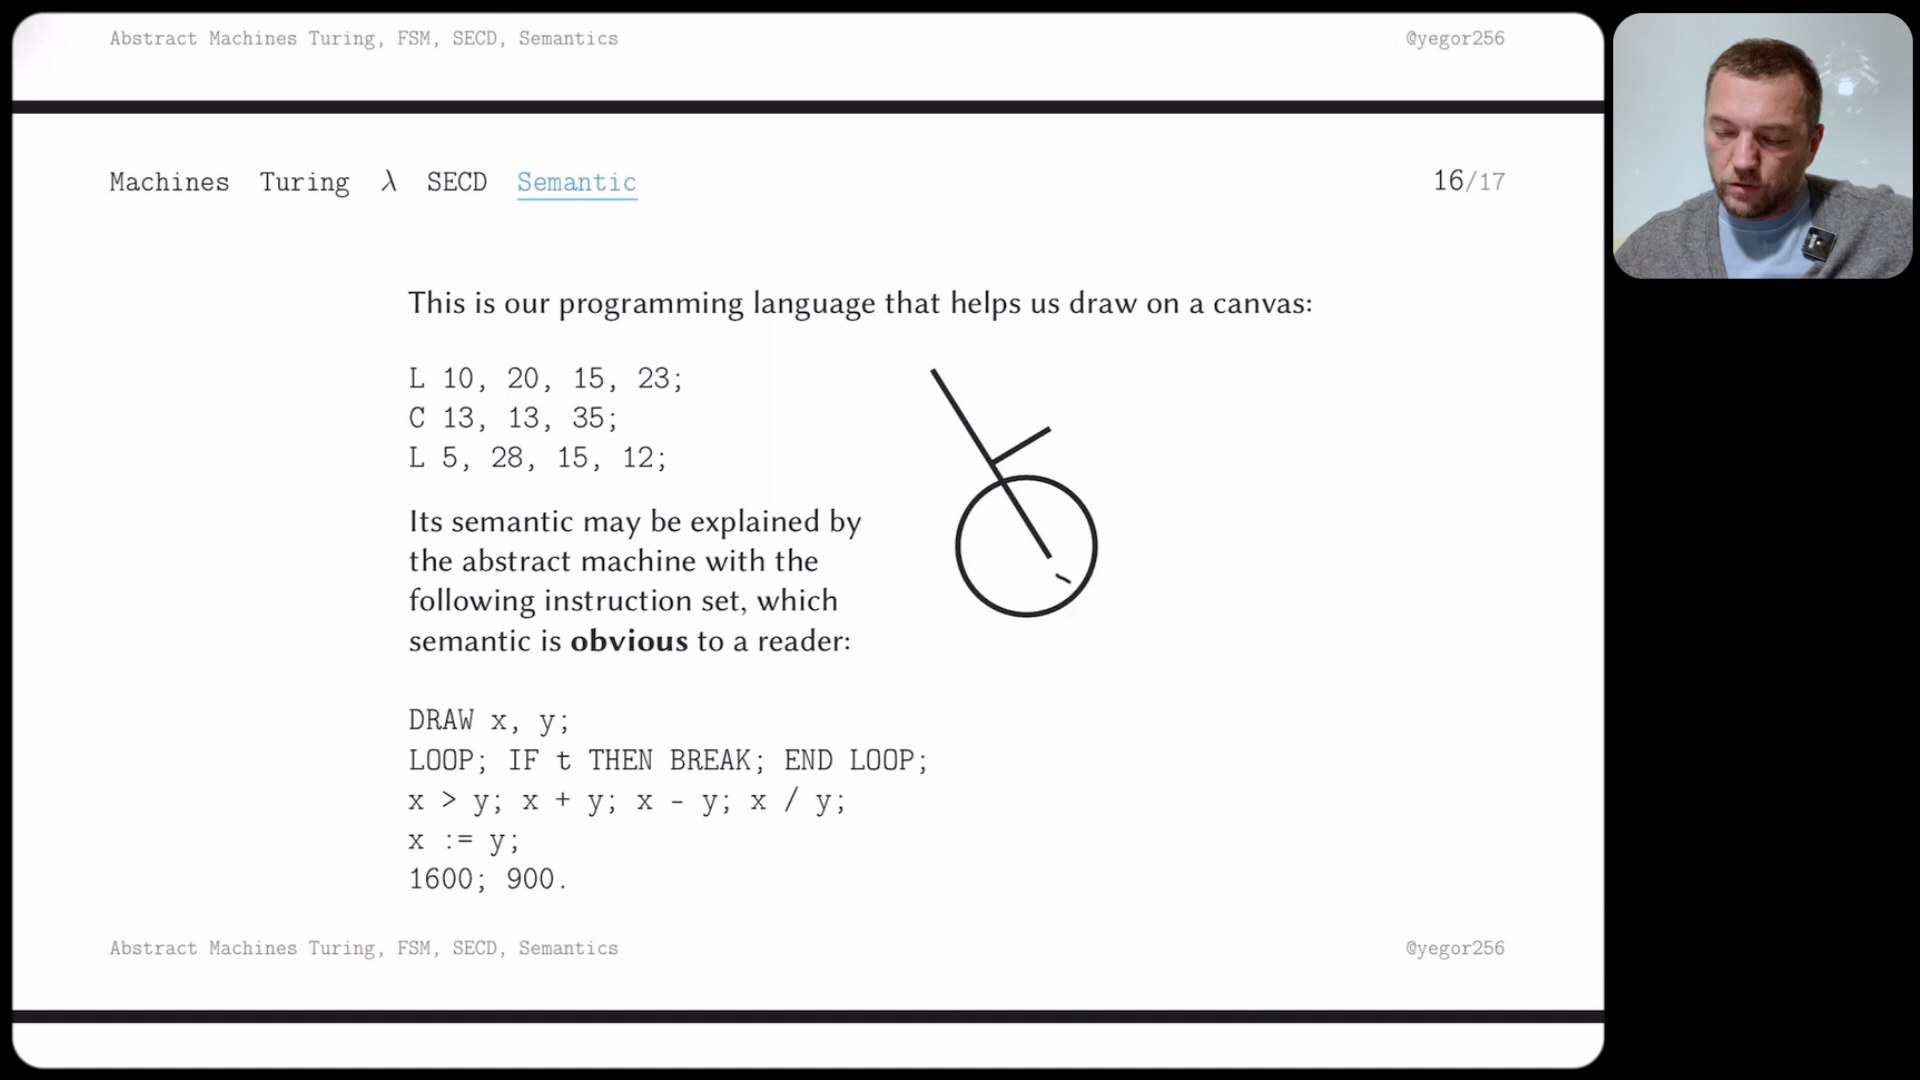 Abstract Machines Turing, FSM, SECD, Semantics @yegor256
Machines Turing λ SECD Semantic 16/17
This is our programming language that helps us draw on a canvas:
L 10, 20, 15, 23;
C 13, 13, 35;
L 5, 28, 15, 12;
Its semantic may be explained by
the abstract machine with the
following instruction set, which
semantic is obvious to a reader:
DRAW x, y;
LOOP; IF t THEN BREAK; END LOOP;
x > y; x + y; x - y; x / y;
x := y;
1600; 900.
Abstract Machines Turing, FSM, SECD, Semantics @yegor256